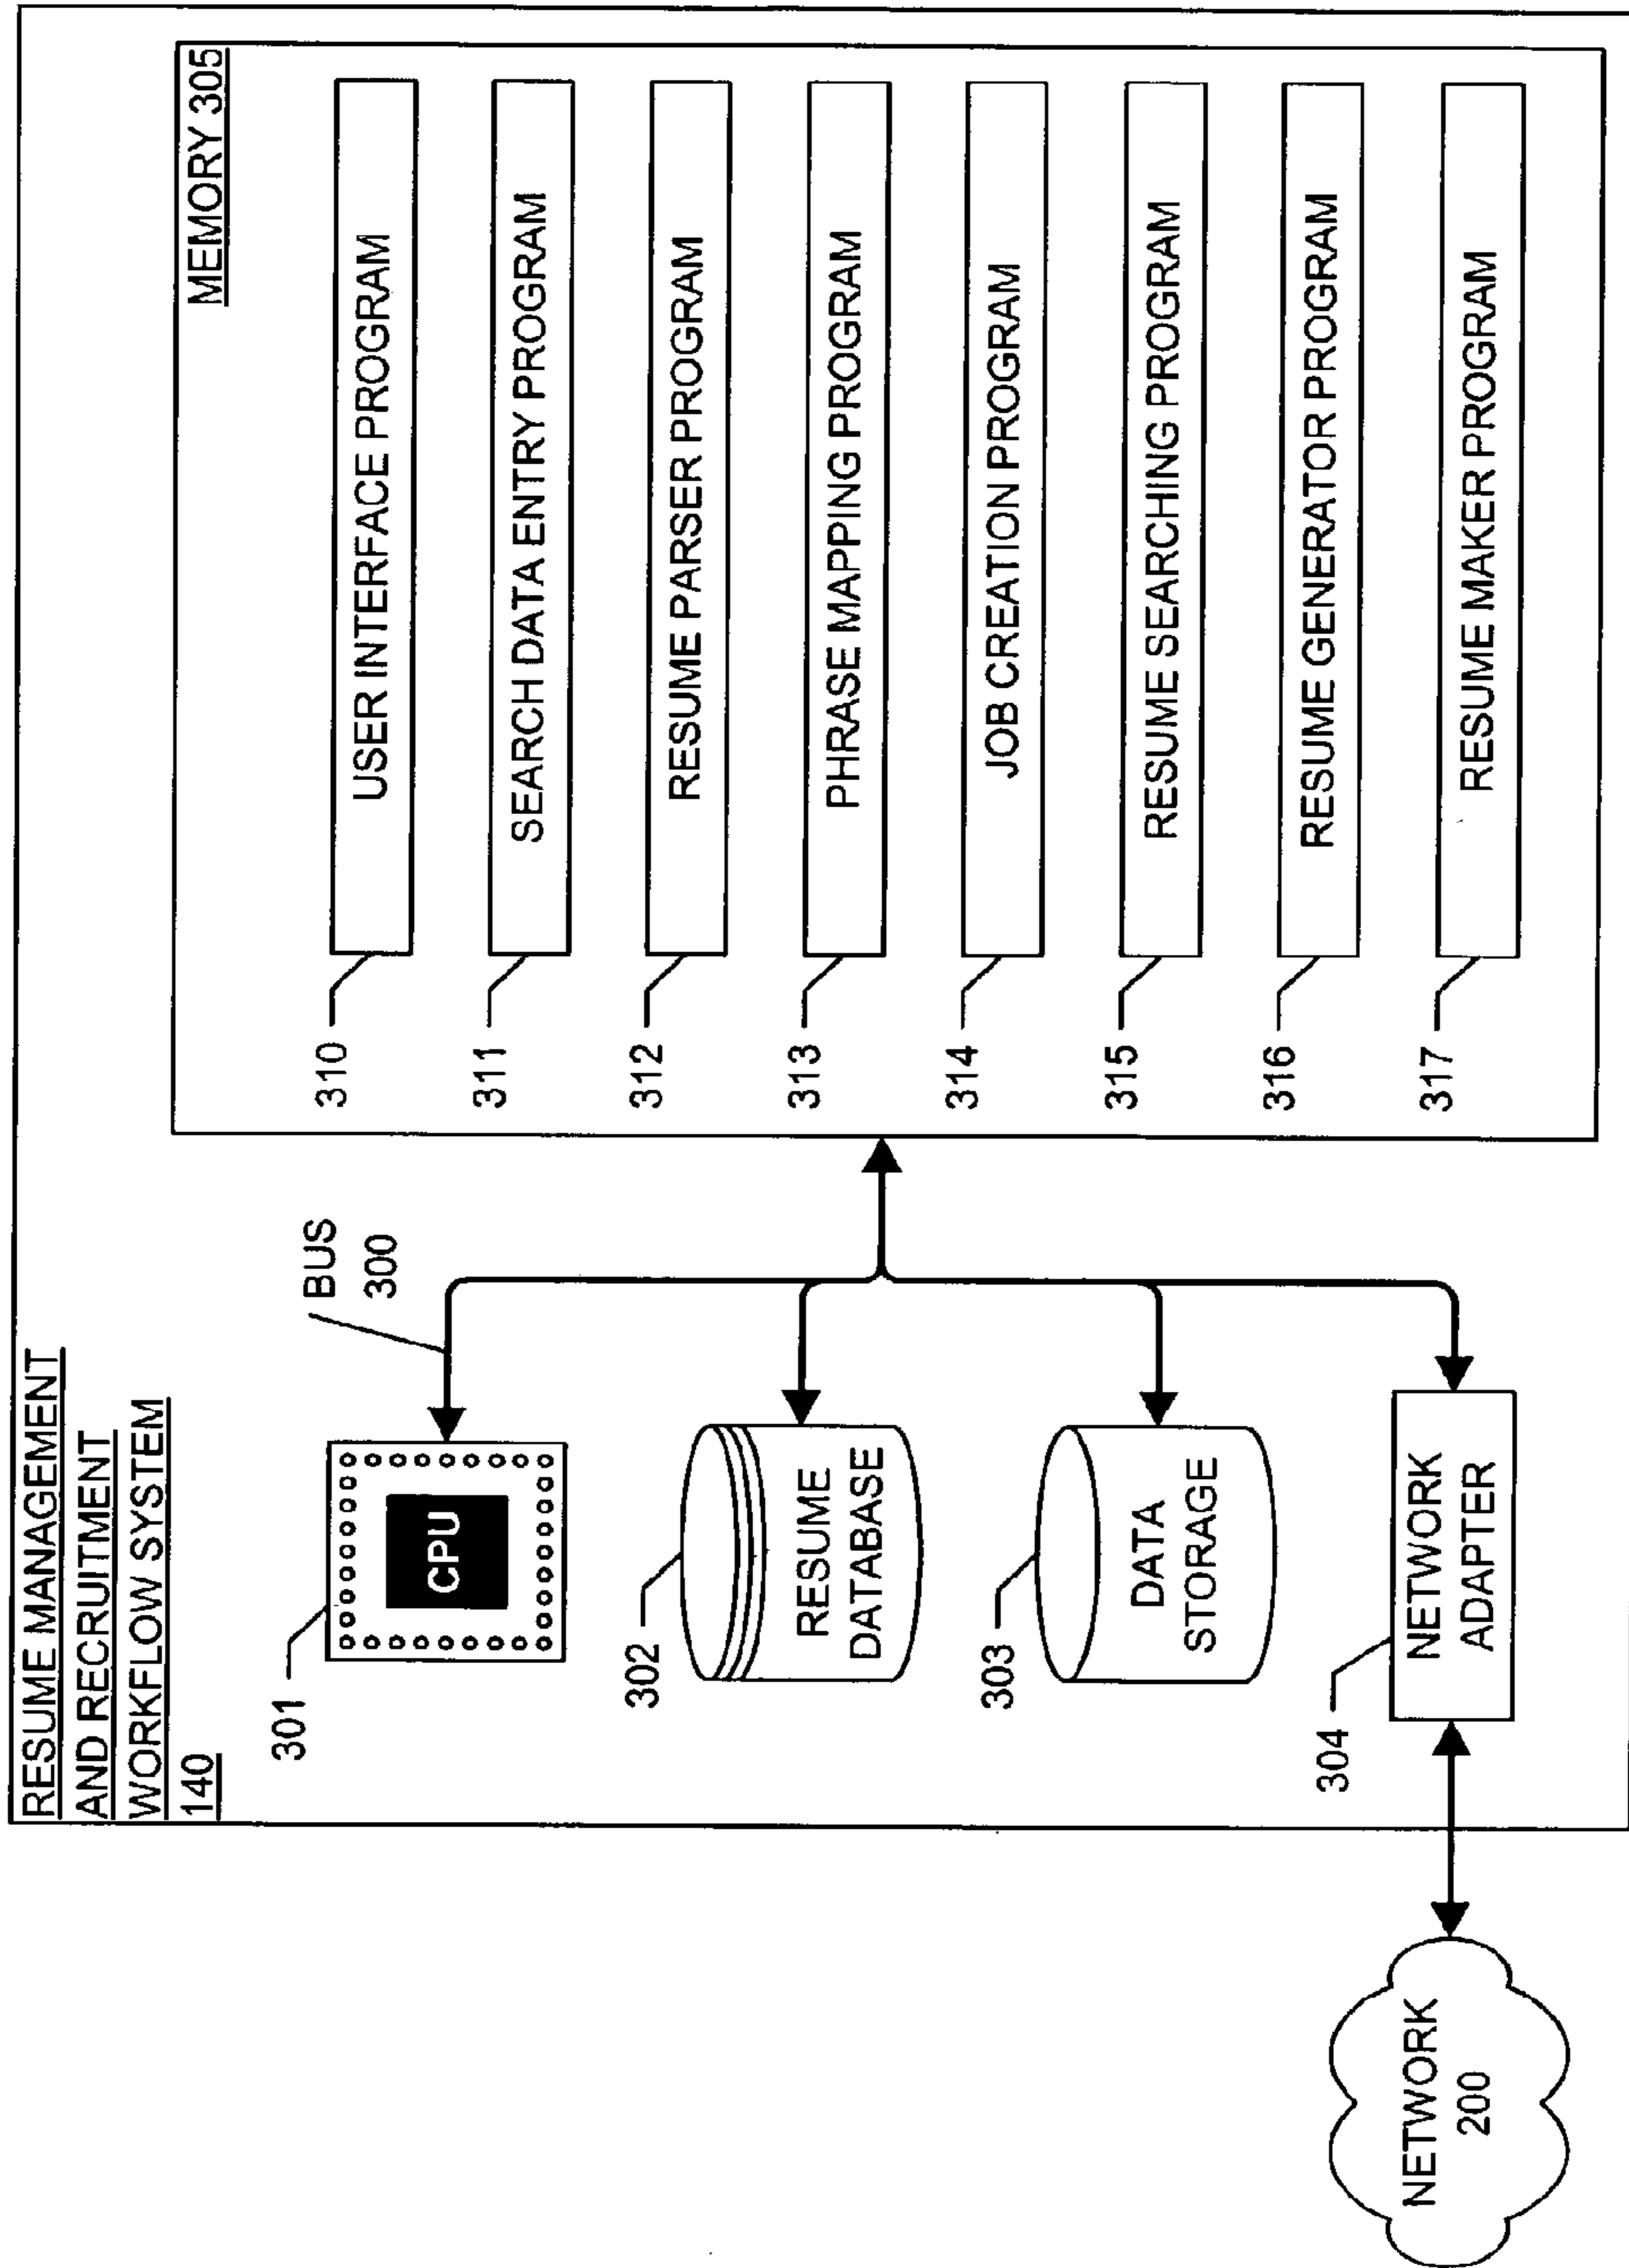 RESUME MANAGEMENT
AND RECRUITMENT
WORKFLOW SYSTEM
140
BUS
300
301
CPU
302
RESUME
DATABASE
303
DATA
STORAGE
304
NETWORK
ADAPTER
NETWORK
200
MEMORY 305
310
USER INTERFACE PROGRAM
311
SEARCH DATA ENTRY PROGRAM
312
RESUME PARSER PROGRAM
313
PHRASE MAPPING PROGRAM
314
JOB CREATION PROGRAM
315
RESUME SEARCHING PROGRAM
316
RESUME GENERATOR PROGRAM
317
RESUME MAKER PROGRAM